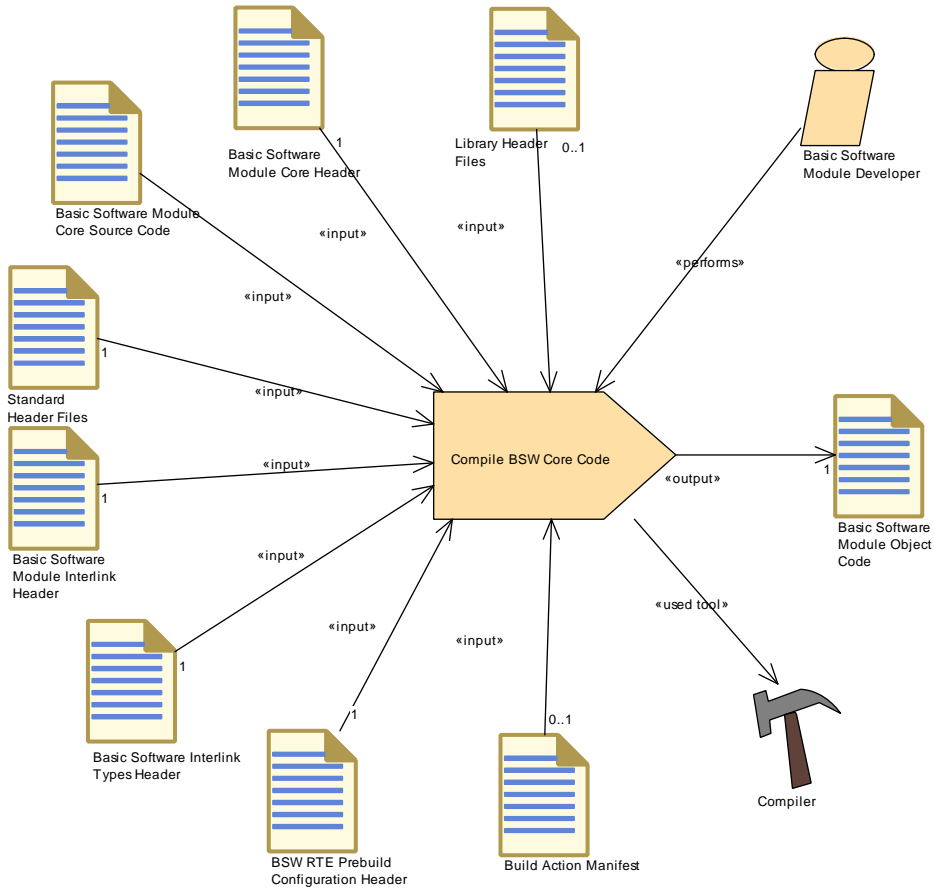 1
Basic Software
Module Core Header
Library Header
Files
0..1
Basic Software
Module Developer
Basic Software Module
Core Source Code
«input»
«input»
«performs»
«input»
1
Standard
Header Files
«input»
Compile BSW Core Code
«input»
1
«output»
1
Basic Software
Module Object
Code
Basic Software
Module Interlink
Header
«input»
«input»
«input»
«used tool»
1
Basic Software Interlink
Types Header
1
0..1
Compiler
BSW RTE Prebuild
Configuration Header
Build Action Manifest